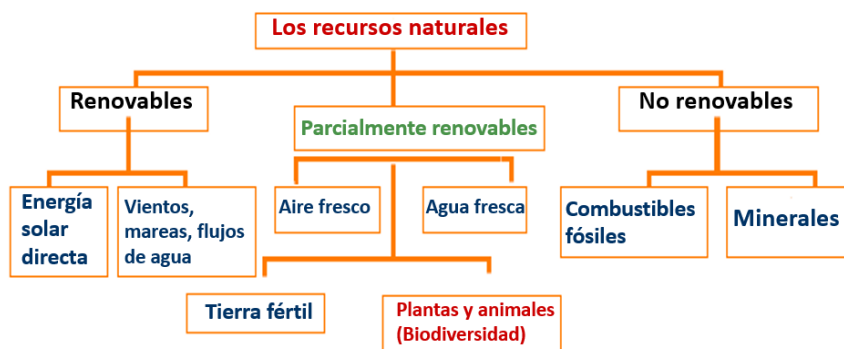 Los recursos naturales
Renovables
Parcialmente renovables
No renovables
Energía
solar
directa
Vientos,
mareas, flujos
de agua
Aire fresco
Agua fresca
Combustibles
fósiles
Minerales
Tierra fértil
Plantas y animales
(Biodiversidad)